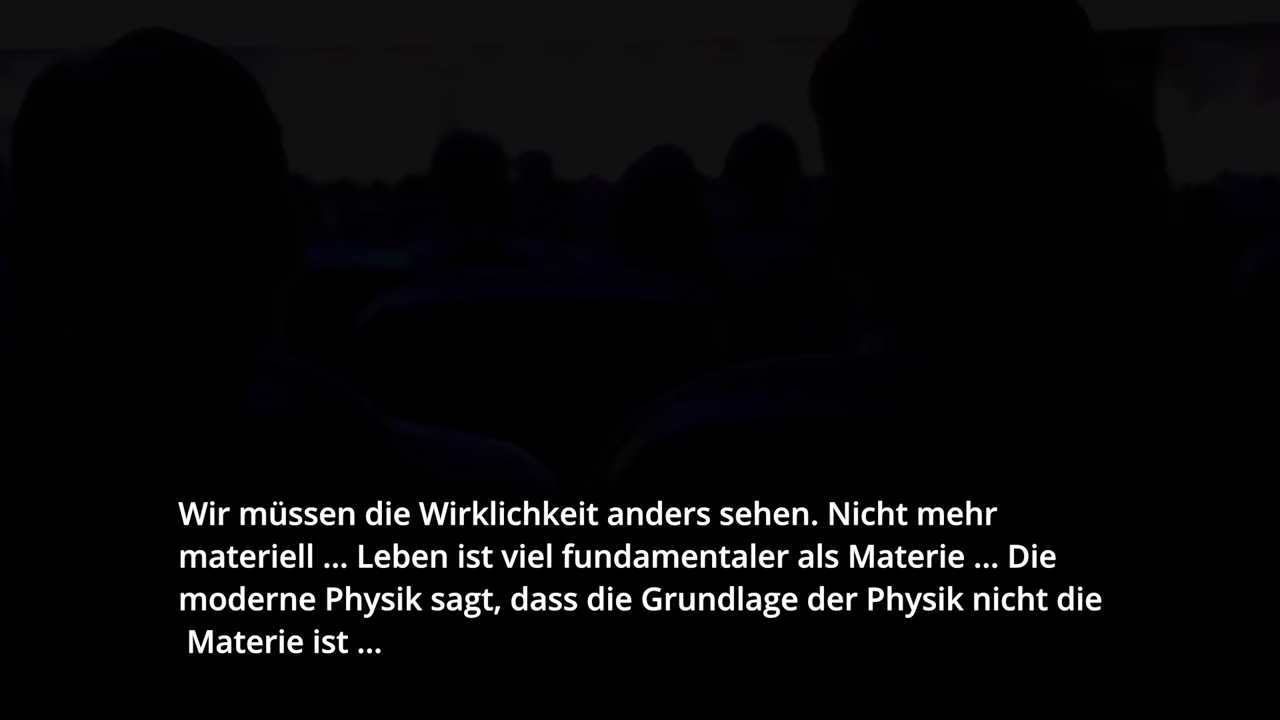 Wir müssen die Wirklichkeit anders sehen. Nicht mehr
materiell ... Leben ist viel fundamentaler als Materie ... Die
moderne Physik sagt, dass die Grundlage der Physik nicht die
Materie ist ...